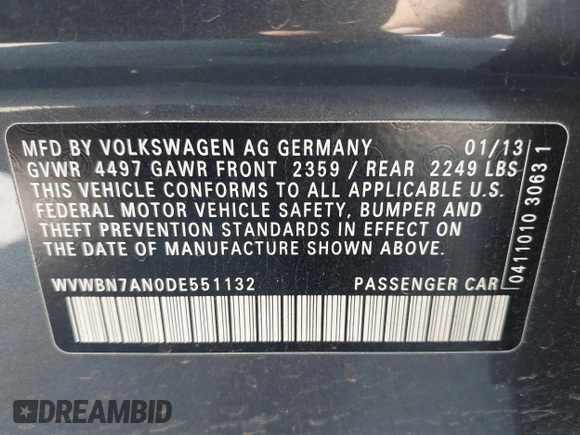 MFD BY VOLKSWAGEN AG GERMANY 01/13
GVWR 4497 GAWR FRONT 2359 / REAR 2249 LBS
THIS VEHICLE CONFORMS TO ALL APPLICABLE U.S.
FEDERAL MOTOR VEHICLE SAFETY, BUMPER AND
THEFT PREVENTION STANDARDS IN EFFECT ON
THE DATE OF MANUFACTURE SHOWN ABOVE.
WVWBN7AN0DE551132 PASSENGER CAR
0411010 3063 1
DREAMBID